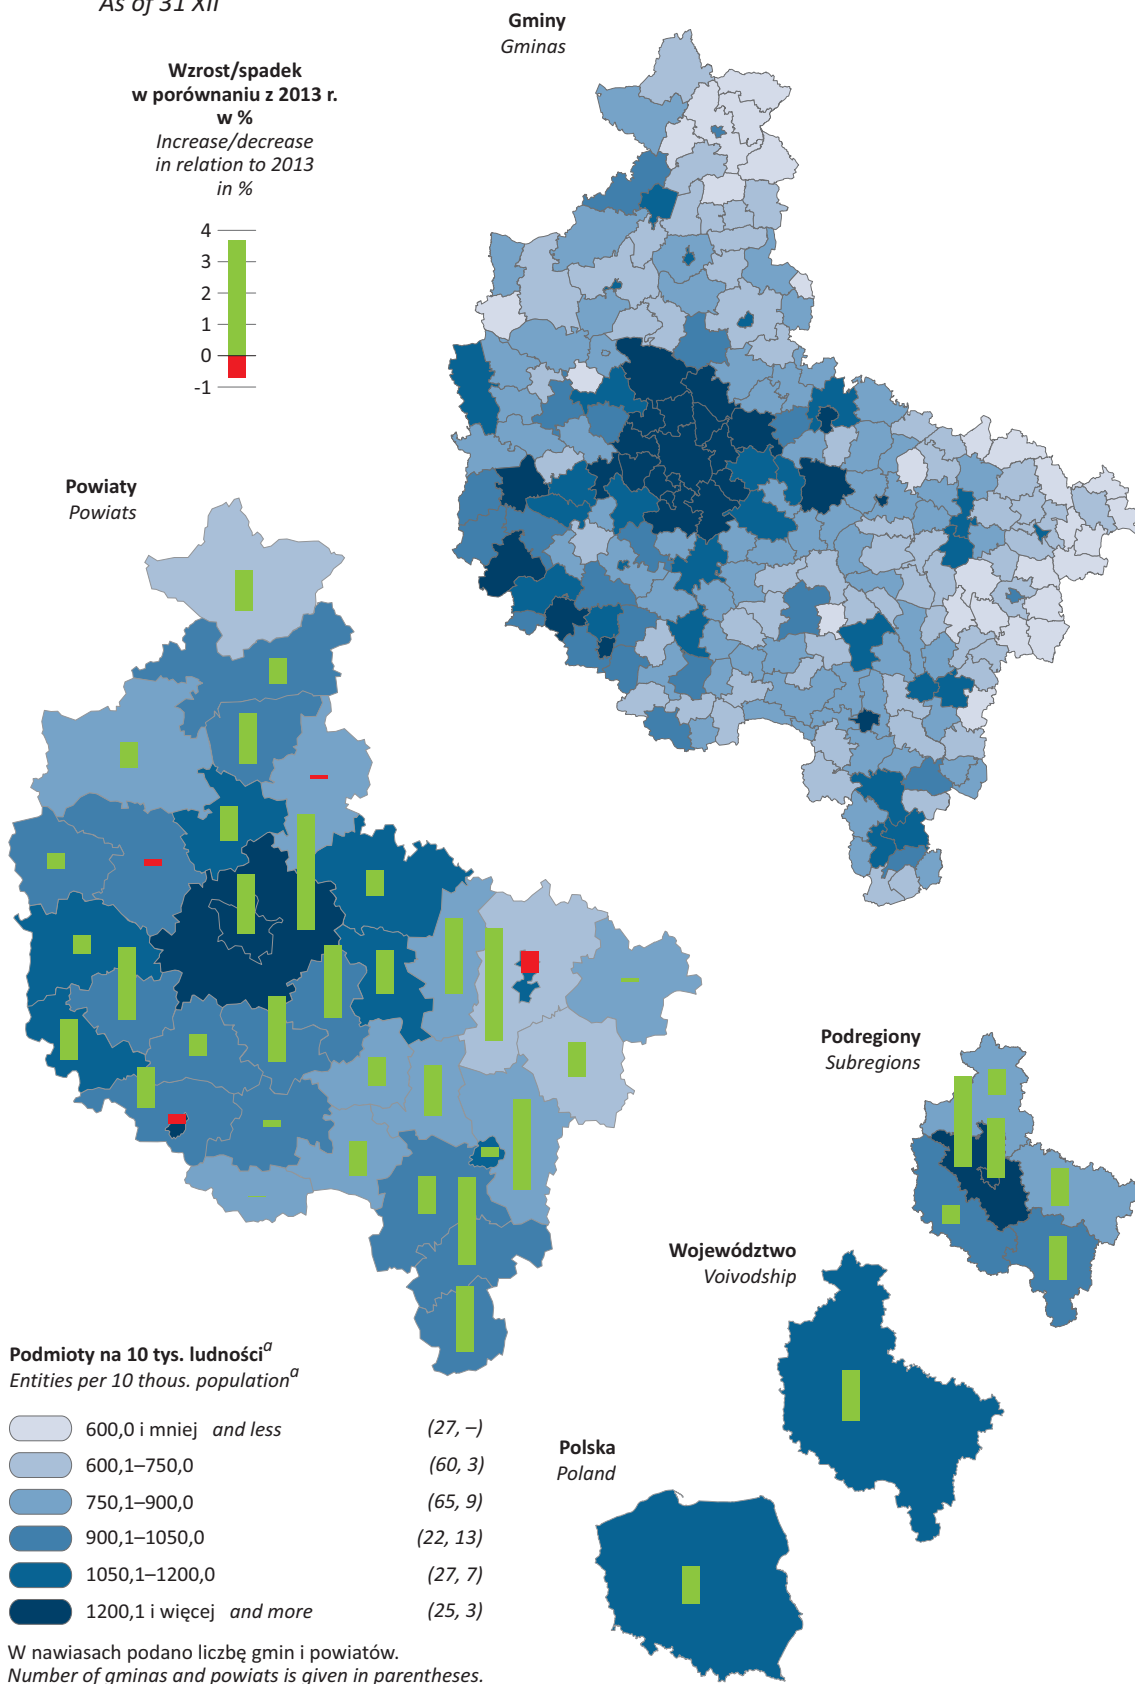 As of 31 XII
Gminy
Gminas
Wzrost/spadek
w porównaniu z 2013 r.
w %
Increase/decrease
in relation to 2013
in %
4
3
2
1
0
-1
Powiaty
Powiats
Podregiony
Subregions
Województwo
Voivodship
Polska
Poland
Podmioty na 10 tys. ludnościᵃ
Entities per 10 thous. populationᵃ
600,0 i mniej and less (27, –)
600,1–750,0 (60, 3)
750,1–900,0 (65, 9)
900,1–1050,0 (22, 13)
1050,1–1200,0 (27, 7)
1200,1 i więcej and more (25, 3)
W nawiasach podano liczbę gmin i powiatów.
Number of gminas and powiats is given in parentheses.